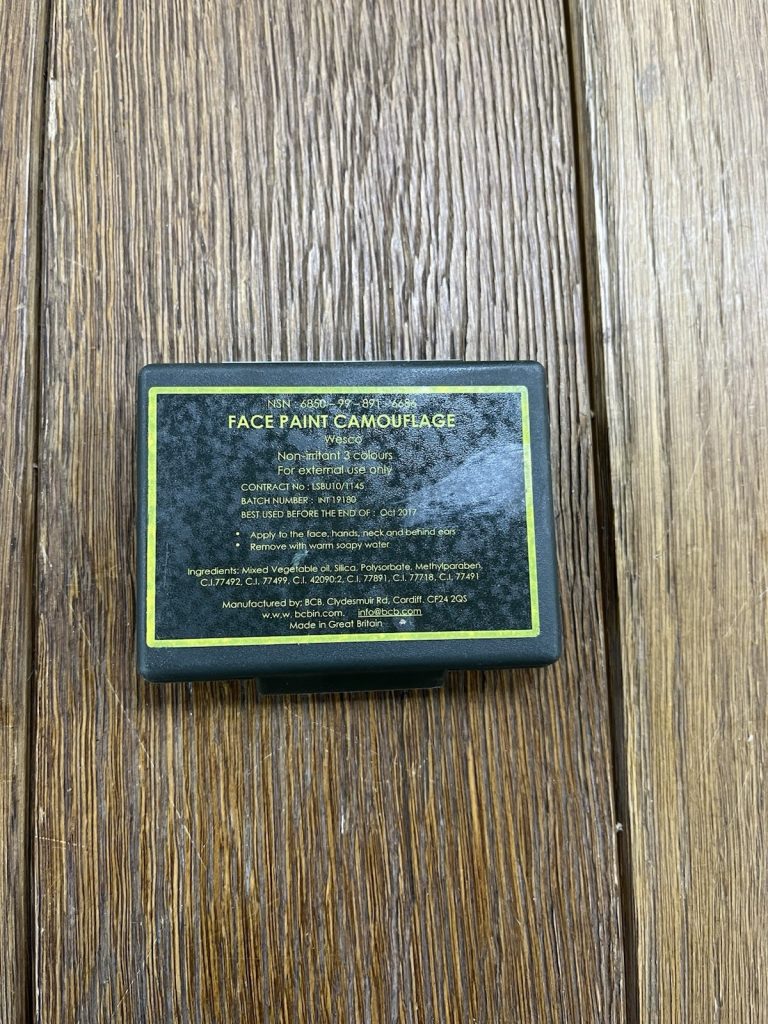 NSN : 6850 – 99 – 891 - 6686
FACE PAINT CAMOUFLAGE
Wesco
Non-irritant 3 colours
For external use only
CONTRACT No : LSBU10/1145
BATCH NUMBER : INT 19180
BEST USED BEFORE THE END OF : Oct 2017
• Apply to the face, hands, neck and behind ears
• Remove with warm soapy water
Ingredients: Mixed Vegetable oil, Silica, Polysorbate, Methylparaben,
C.I.77492, C.I. 77499, C.I. 42090:2, C.I. 77891, C.I. 77718, C.I. 77491
Manufactured by: BCB, Clydesmuir Rd, Cardiff, CF24 2QS
w.w.w. bcbin.com. info@bcb.com
Made in Great Britain